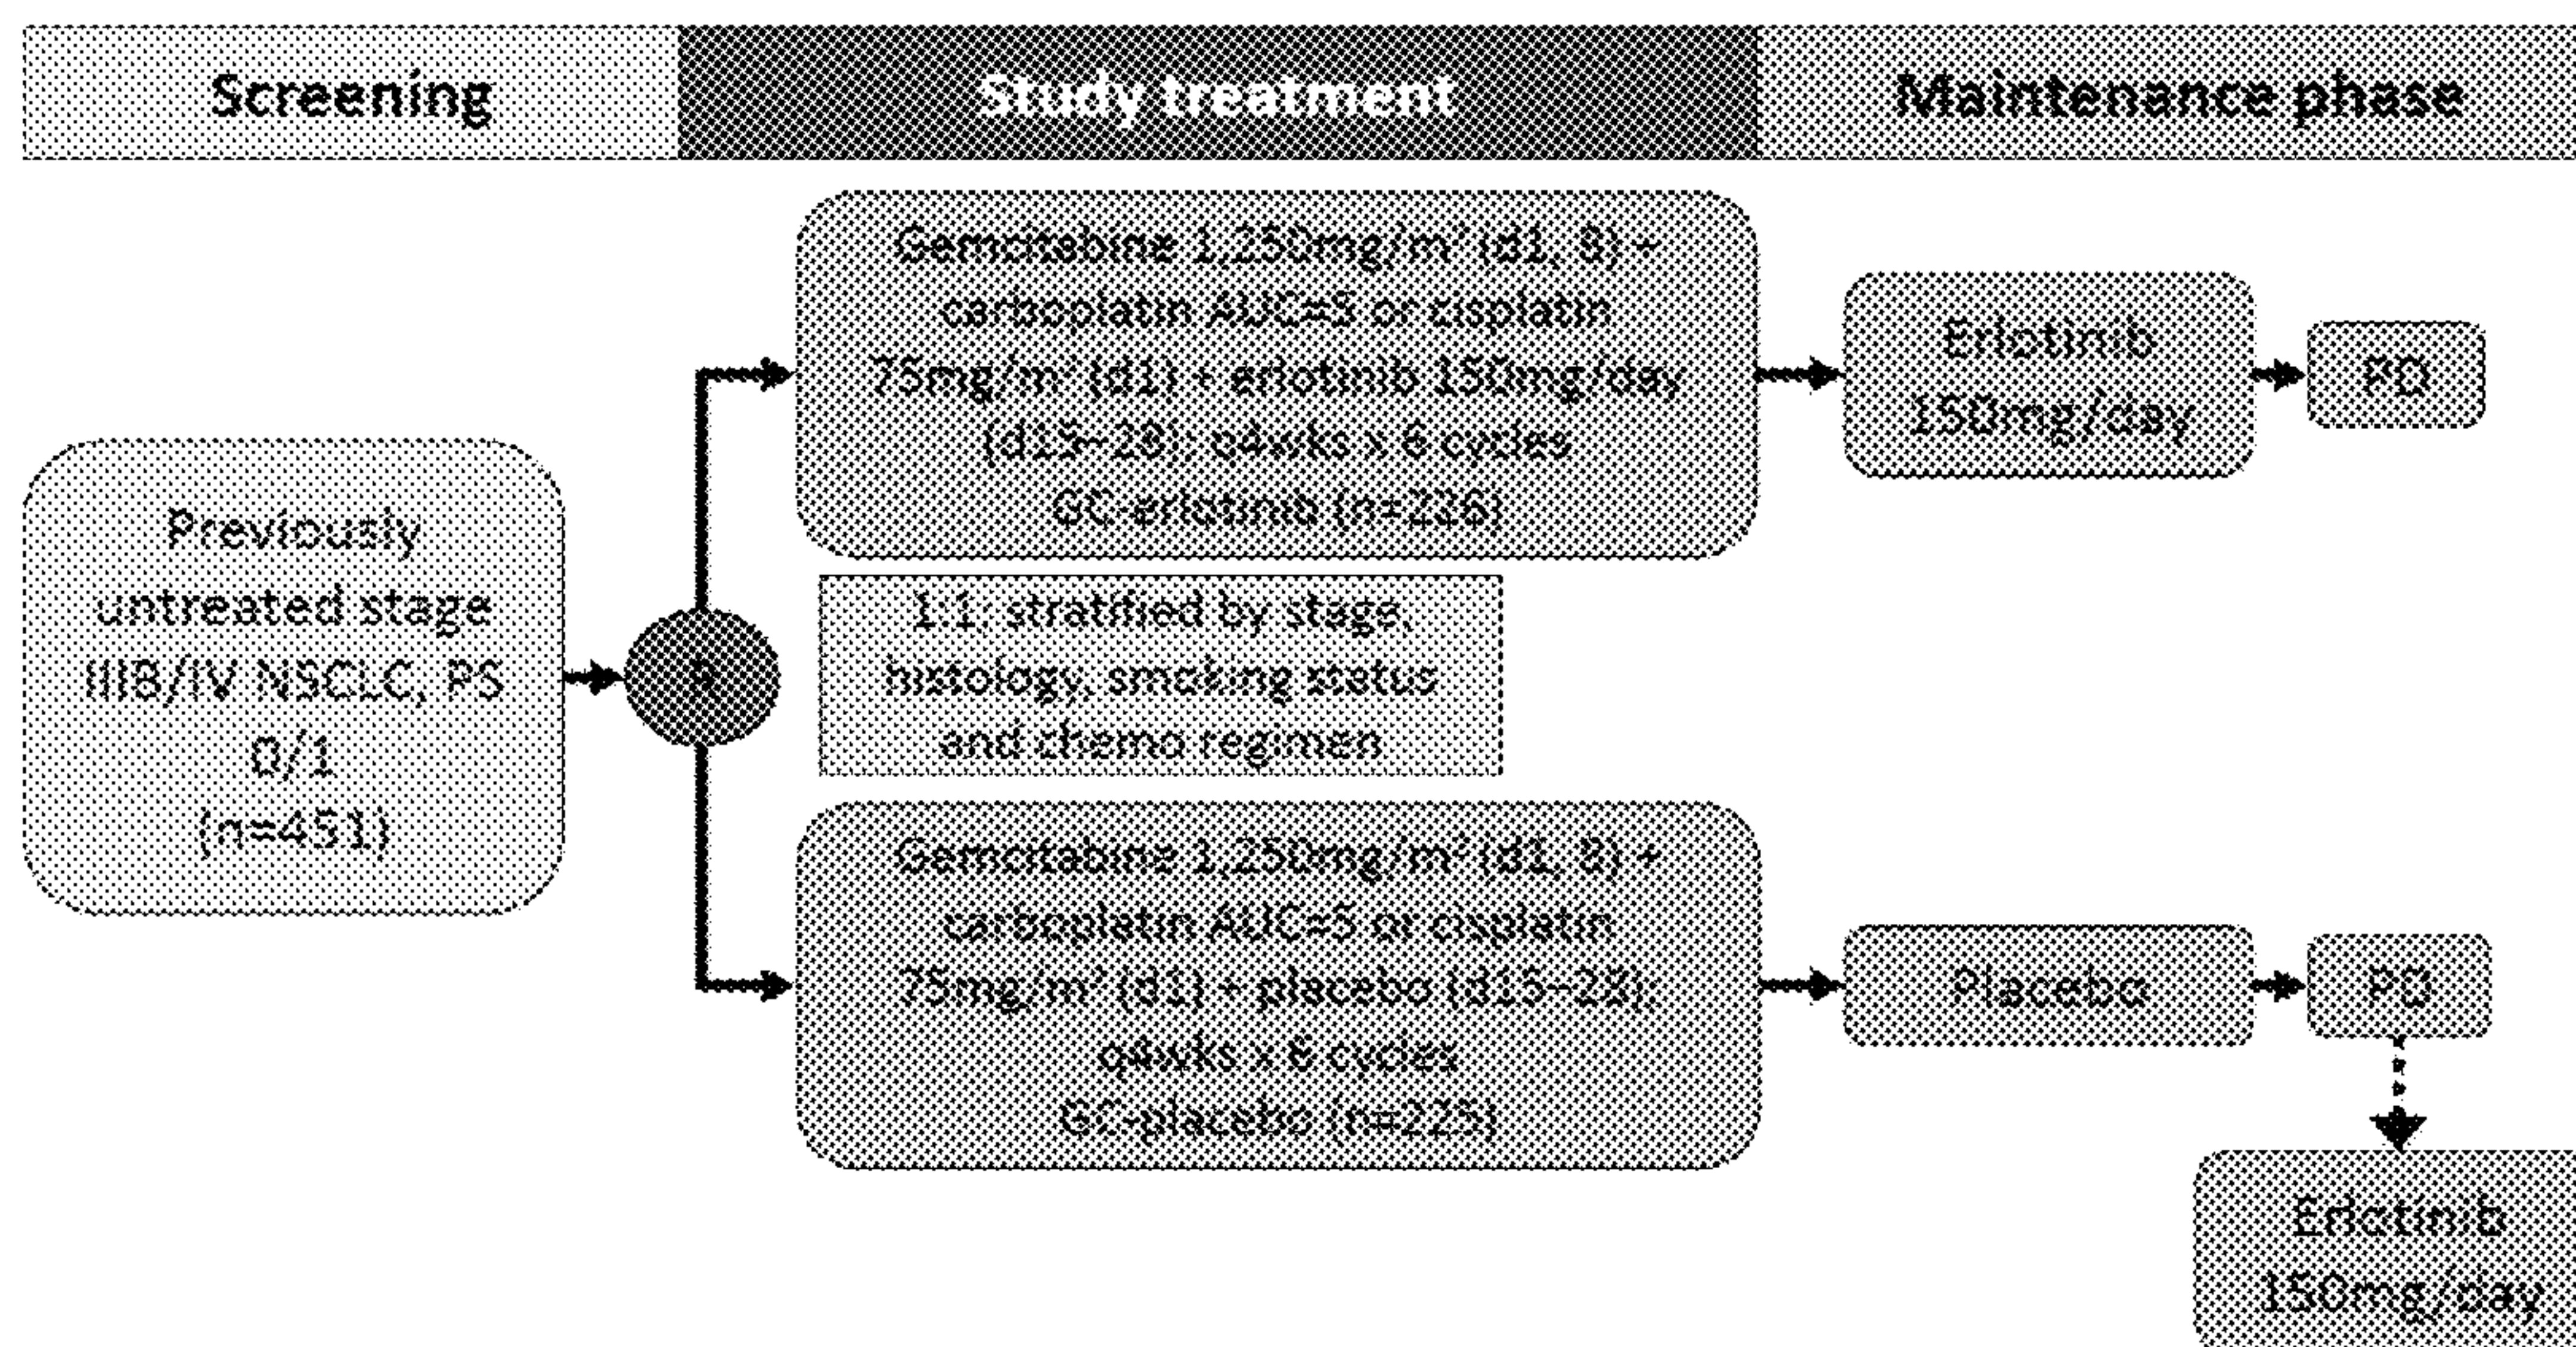 Screening
Study treatment
Maintenance phase
Gemcitabine 1,250mg/m² (d1, 8) +
carboplatin AUC=5 or cisplatin
75mg/m² (d1) + erlotinib 150mg/day
(d15–28); q4wks x 6 cycles
GC-erlotinib (n=226)
Erlotinib
150mg/day
PD
Previously
untreated stage
IIIB/IV NSCLC, PS
0/1
(n=451)
R
1:1; stratified by stage,
histology, smoking status
and chemo regimen
Gemcitabine 1,250mg/m² (d1, 8) +
carboplatin AUC=5 or cisplatin
75mg/m² (d1) + placebo (d15–28)
q4wks x 6 cycles
GC-placebo (n=225)
Placebo
PD
Erlotinib
150mg/day